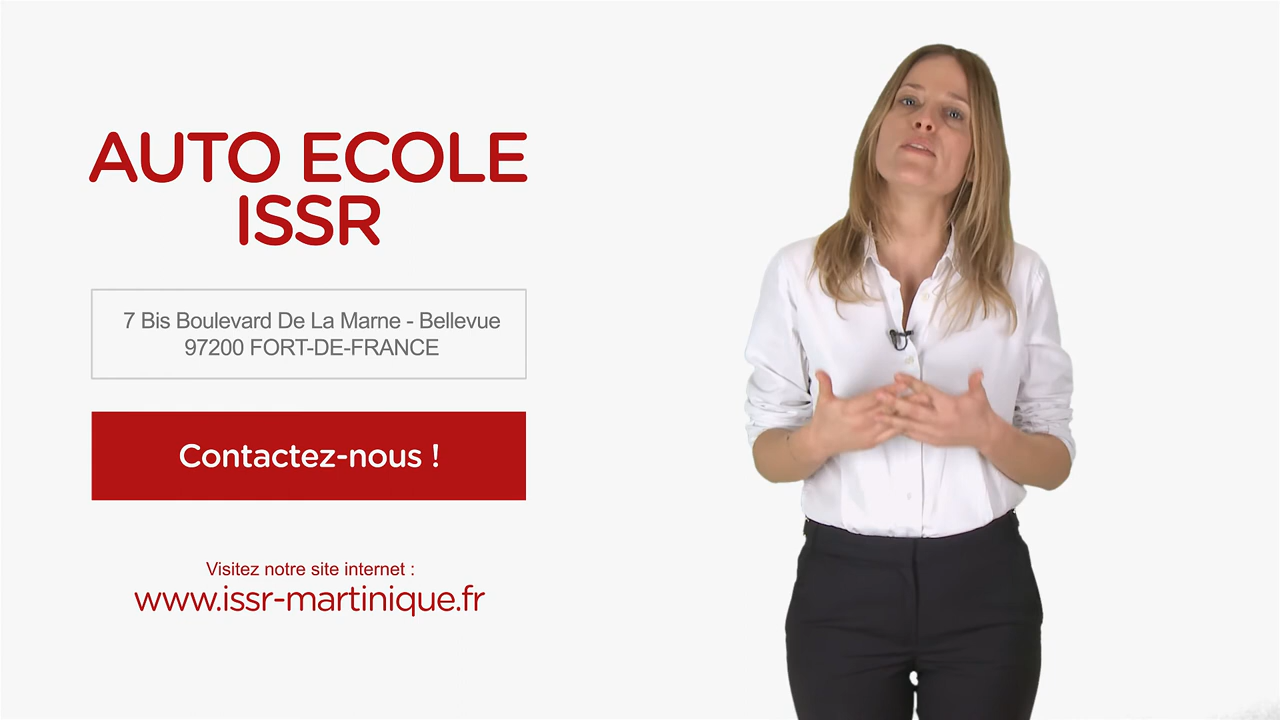 AUTO ECOLE
ISSR
7 Bis Boulevard De La Marne - Bellevue
97200 FORT-DE-FRANCE
Contactez-nous !
Visitez notre site internet :
www.issr-martinique.fr